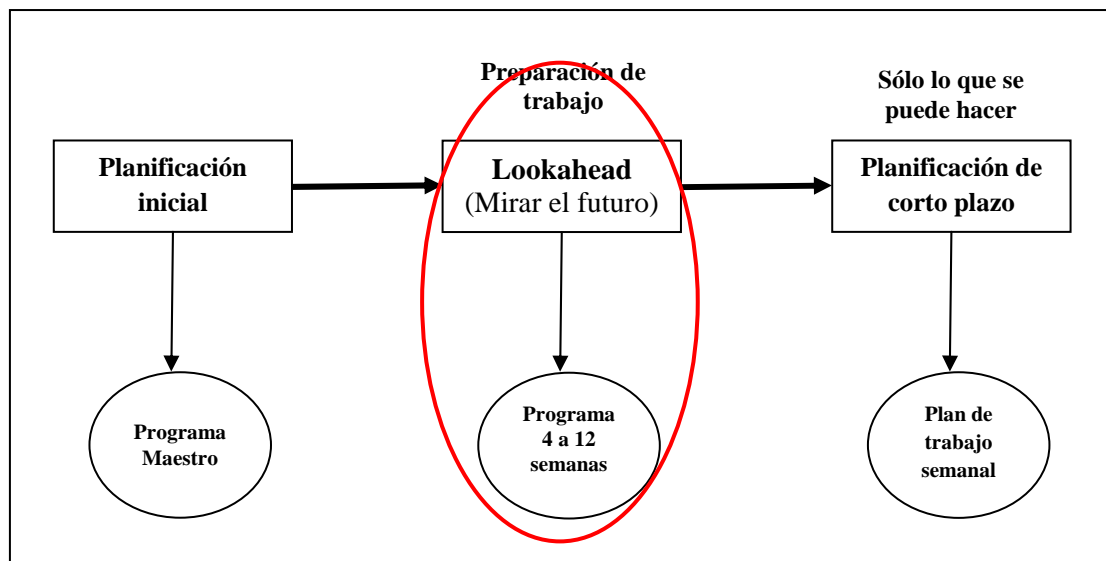 Preparación de
trabajo
Sólo lo que se
puede hacer
Planificación
inicial
Lookahead
(Mirar el futuro)
Planificación de
corto plazo
Programa
Maestro
Programa
4 a 12
semanas
Plan de
trabajo
semanal